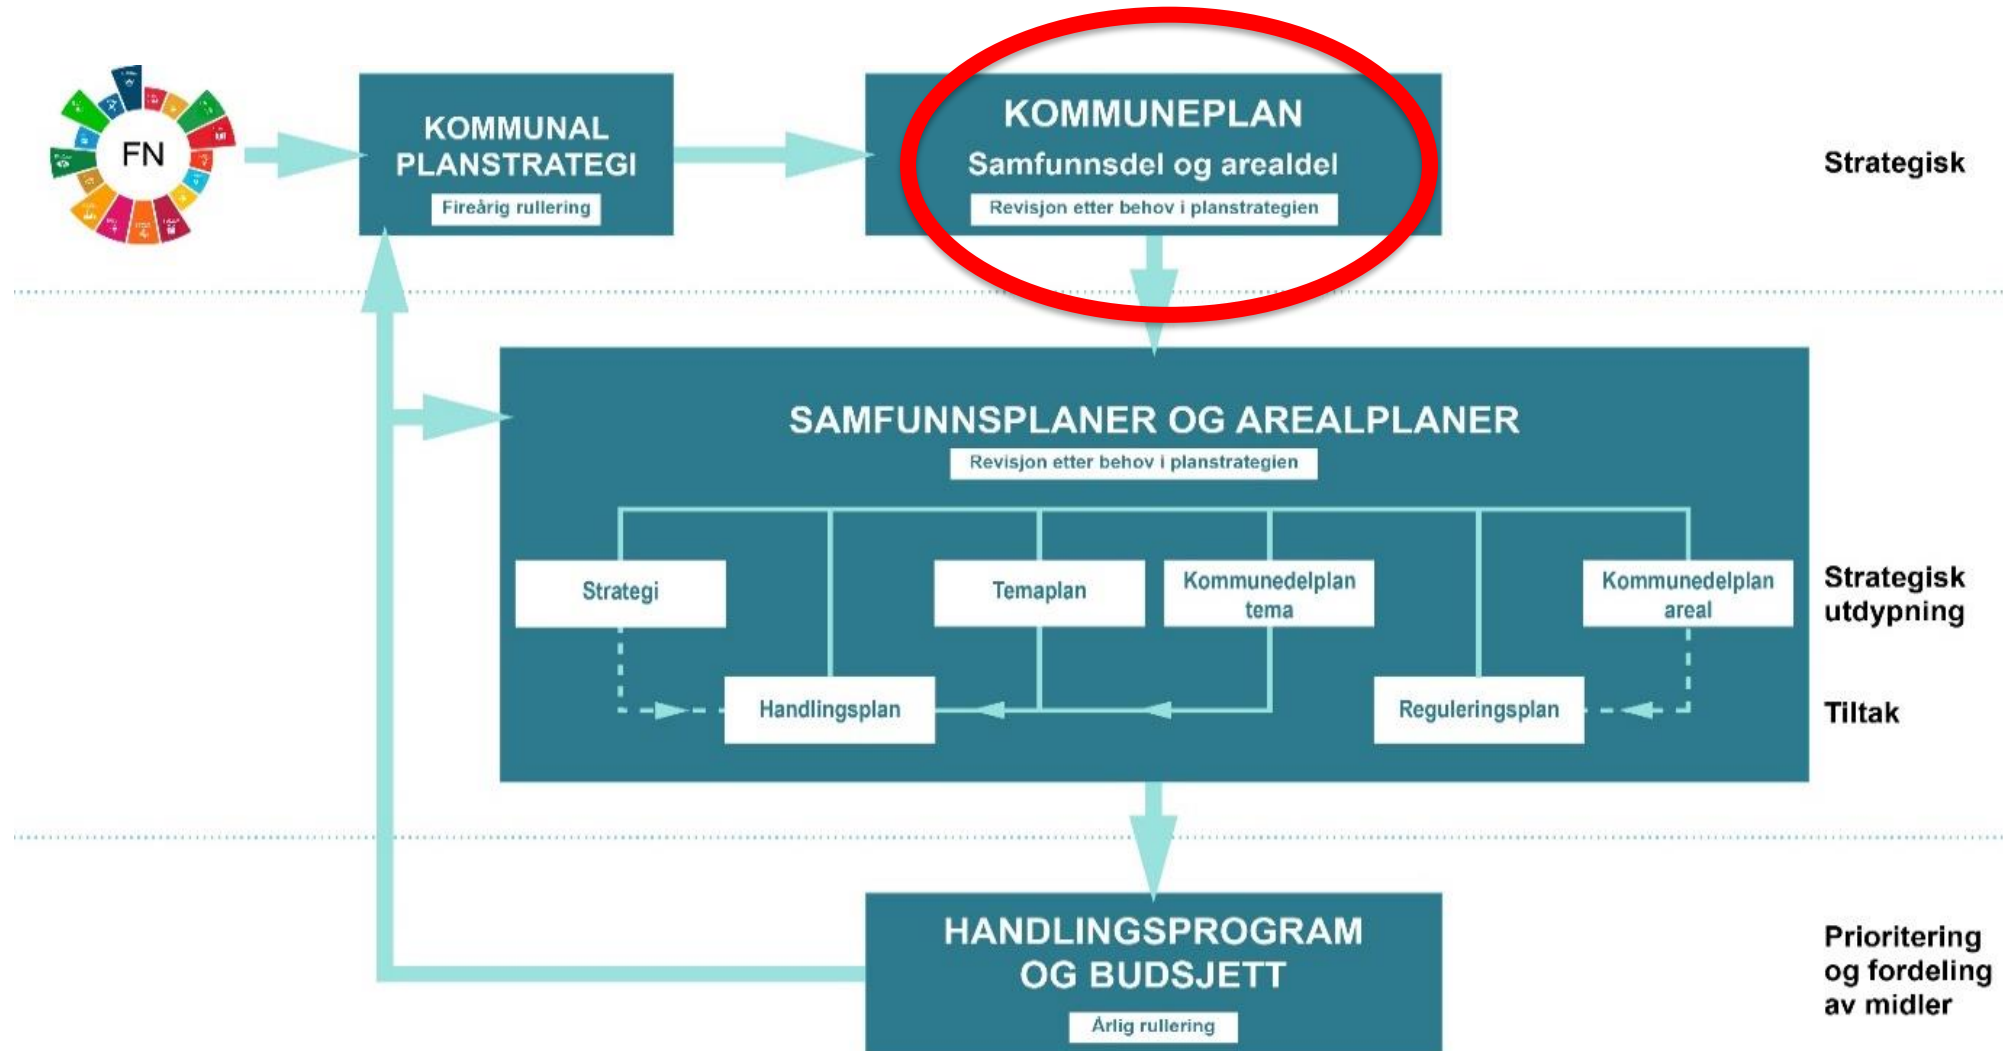 FN
KOMMUNAL
PLANSTRATEGI
Fireårig rullering
KOMMUNEPLAN
Samfunnsdel og arealdel
Revisjon etter behov i planstrategien
Strategisk
SAMFUNNSPLANER OG AREALPLANER
Revisjon etter behov i planstrategien
Strategi
Temaplan
Kommunedelplan
tema
Kommunedelplan
areal
Strategisk
utdypning
Handlingsplan
Reguleringsplan
Tiltak
HANDLINGSPROGRAM
OG BUDSJETT
Årlig rullering
Prioritering
og fordeling
av midler